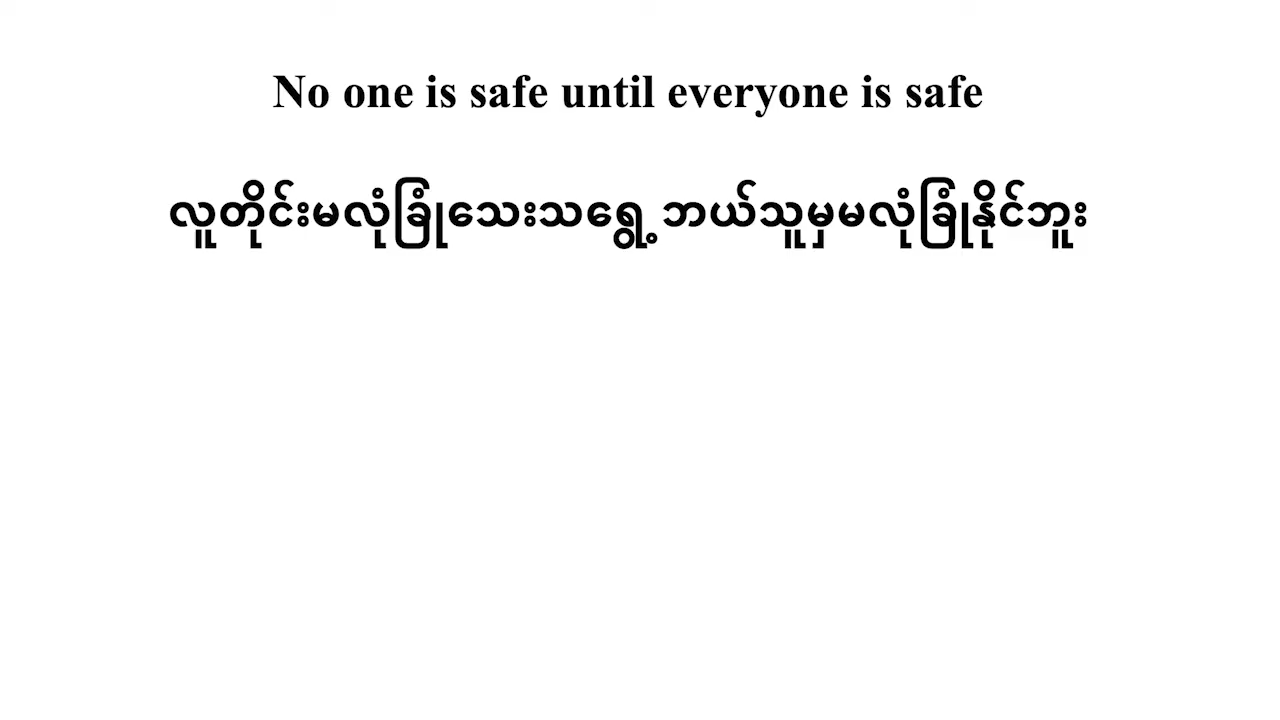 No one is safe until everyone is safe
လူတိုင်းမလုံခြုံသေးသရွေ့ ဘယ်သူမှမလုံခြုံနိုင်ဘူး